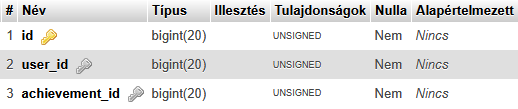 # Név Típus Illesztés Tulajdonságok Nulla Alapértelmezett
1 id bigint(20) UNSIGNED Nem Nincs
2 user_id bigint(20) UNSIGNED Nem Nincs
3 achievement_id bigint(20) UNSIGNED Nem Nincs